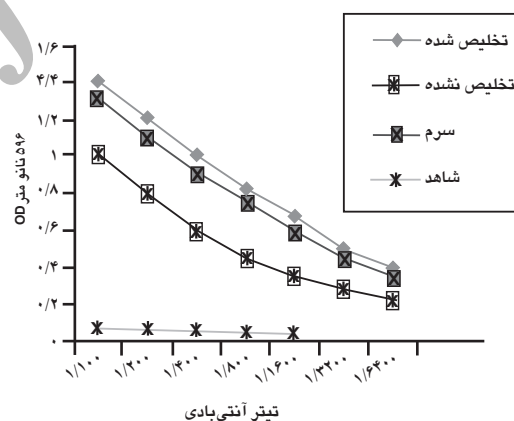 تخلیص شده
تخلیص نشده
سرم
شاهد
OD ۵۹۶ نانو متر
۱/۶
۴/۴
۱/۲
۱
۰/۸
۰/۶
۰/۴
۰/۲
۰
۱/۱۰۰ ۱/۲۰۰ ۱/۴۰۰ ۱/۸۰۰ ۱/۱۶۰۰ ۱/۳۲۰۰ ۱/۶۴۰۰
تیتر آنتی‌بادی